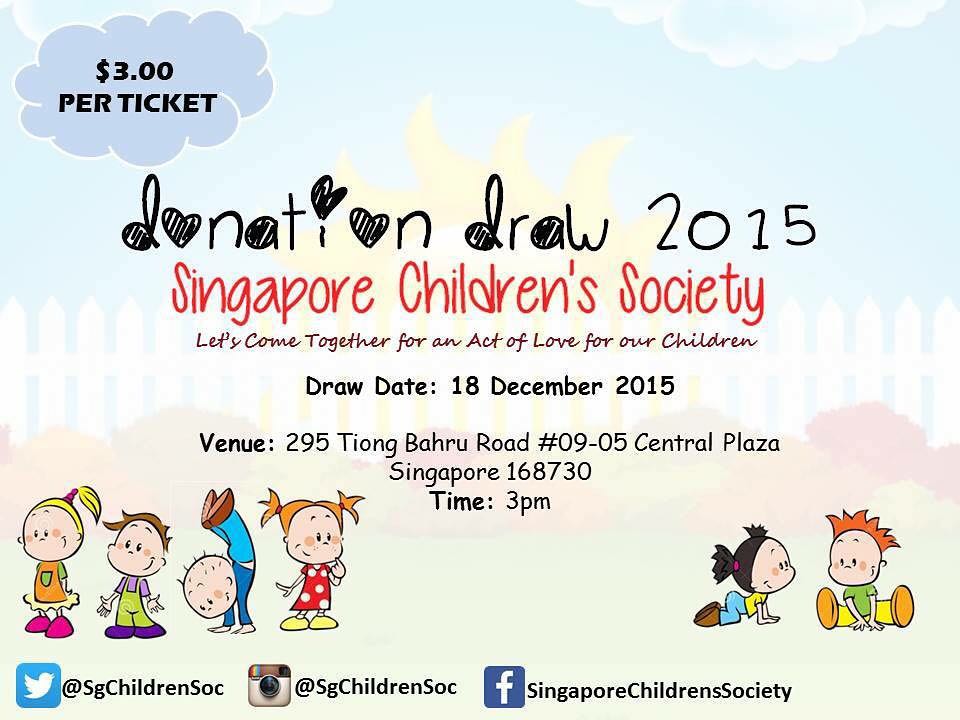 $3.00
PER TICKET
donation draw 2015
Singapore Children's Society
Let's Come Together for an Act of Love for our Children
Draw Date: 18 December 2015
Venue: 295 Tiong Bahru Road #09-05 Central Plaza
Singapore 168730
Time: 3pm
@SgChildrenSoc @SgChildrenSoc SingaporeChildrensSociety